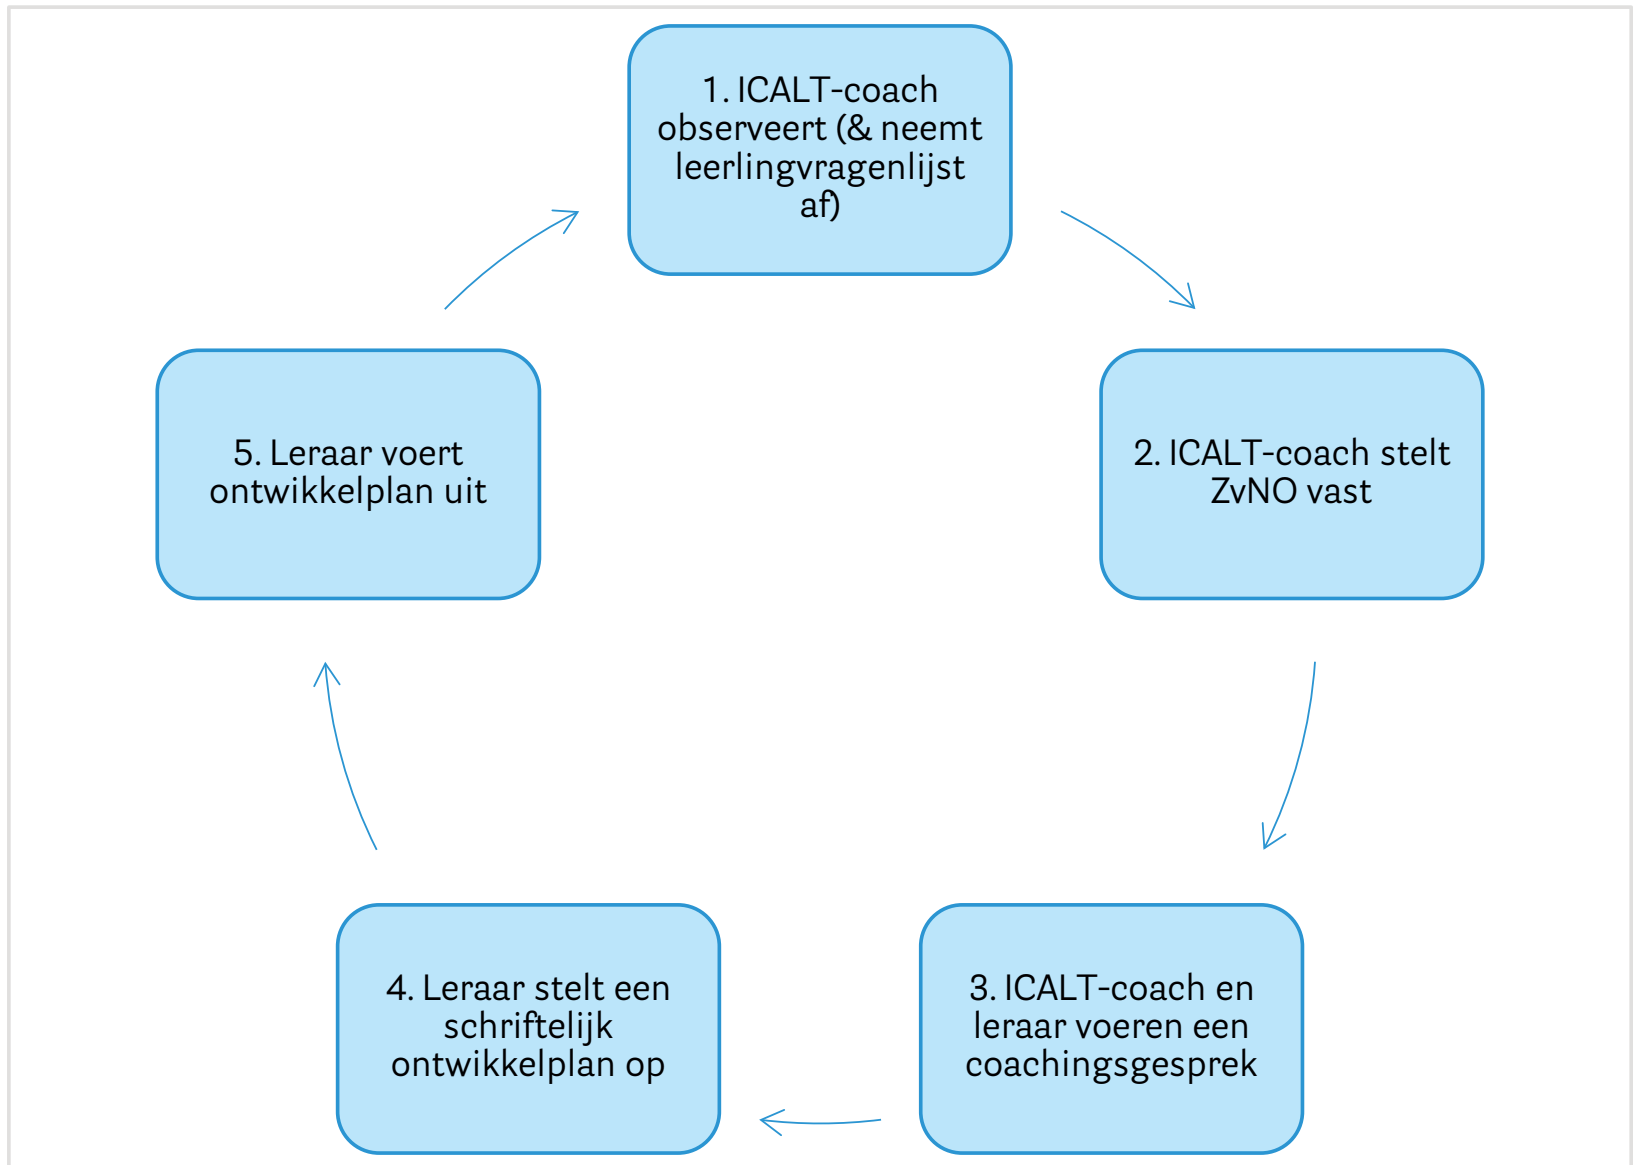 1. ICALT-coach
observeert (& neemt
leerlingvragenlijst
af)
2. ICALT-coach stelt
ZvNO vast
3. ICALT-coach en
leraar voeren een
coachingsgesprek
4. Leraar stelt een
schriftelijk
ontwikkelplan op
5. Leraar voert
ontwikkelplan uit